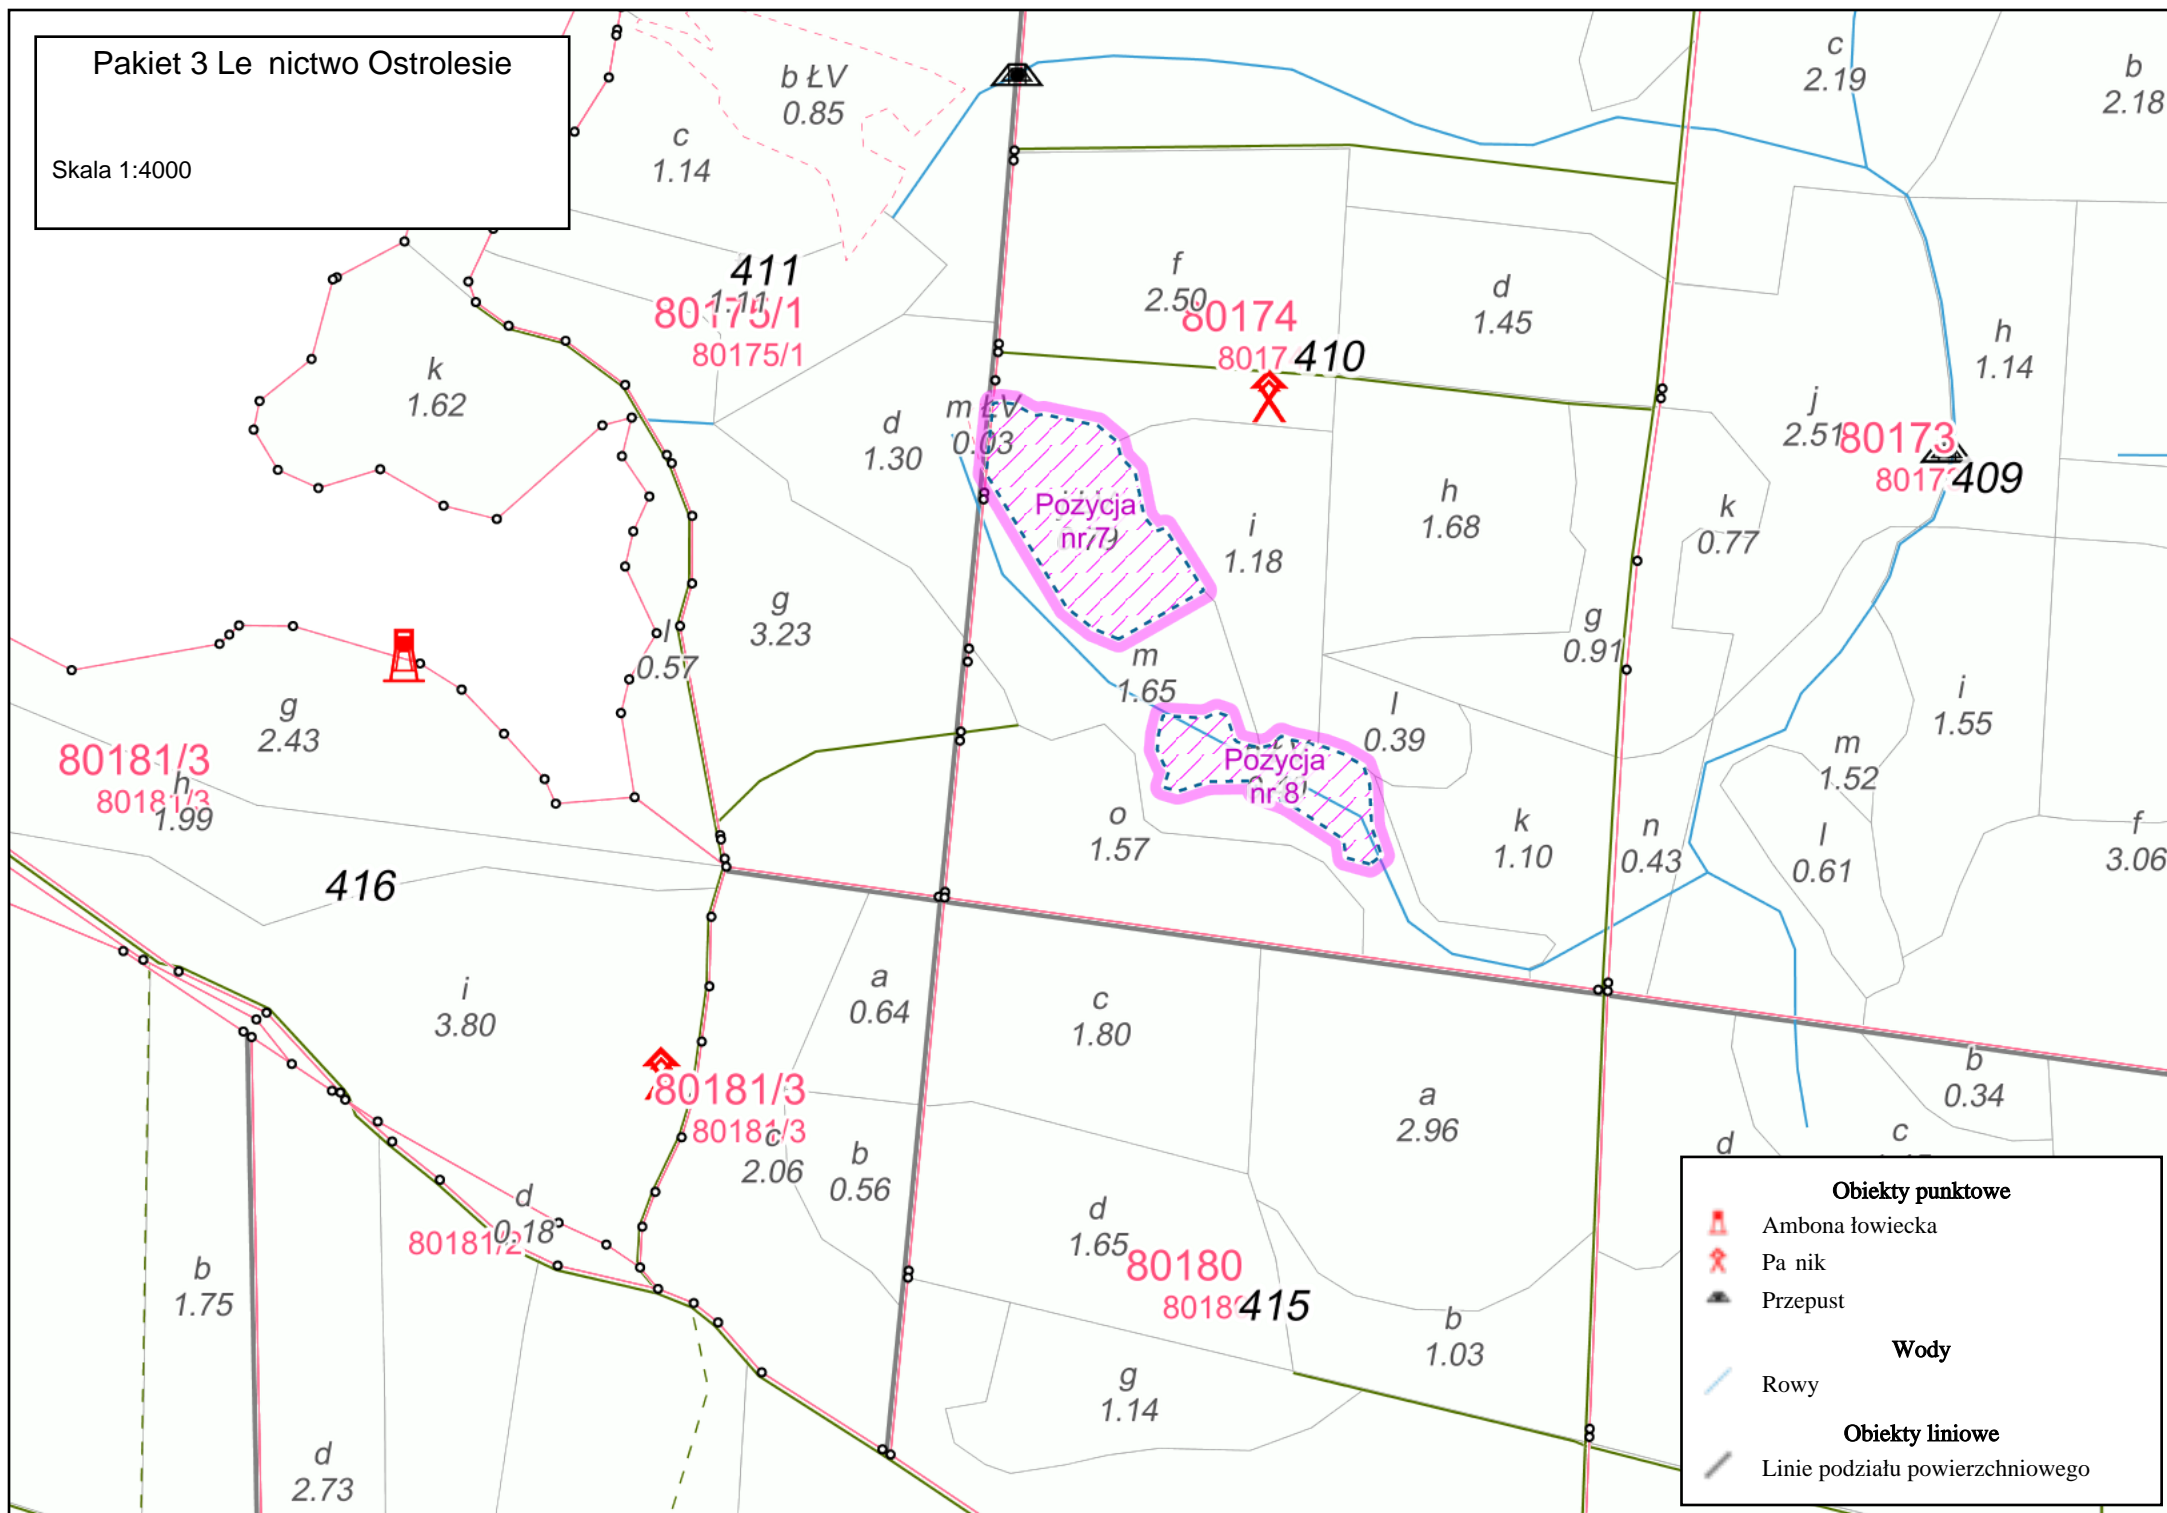 Pakiet 3 Le nictwo Ostrolesie
Skala 1:4000
b ŁV
0.85
c
1.14
c
2.19
b
2.18
411
1.11
80175/1
80175/1
f
2.50
80174
410
d
1.45
h
1.14
k
1.62
d
1.30
m ŁV
0.03
j
2.51
80173
409
Pozycja
nr 7
i
1.18
h
1.68
k
0.77
g
3.23
g
0.91
l
0.57
m
1.65
l
0.39
i
1.55
g
2.43
m
1.52
80181/3
h
80181/3
1.99
Pozycja
nr 8
o
1.57
k
1.10
n
0.43
l
0.61
f
3.06
416
i
3.80
a
0.64
c
1.80
a
2.96
b
0.34
80181/3
80181/3
c
2.06
b
0.56
d
c
d
0.18
80181/2
d
1.65
80180
415
b
1.75
b
1.03
g
1.14
d
2.73
Obiekty punktowe
Ambona łowiecka
Pa nik
Przepust
Wody
Rowy
Obiekty liniowe
Linie podziału powierzchniowego